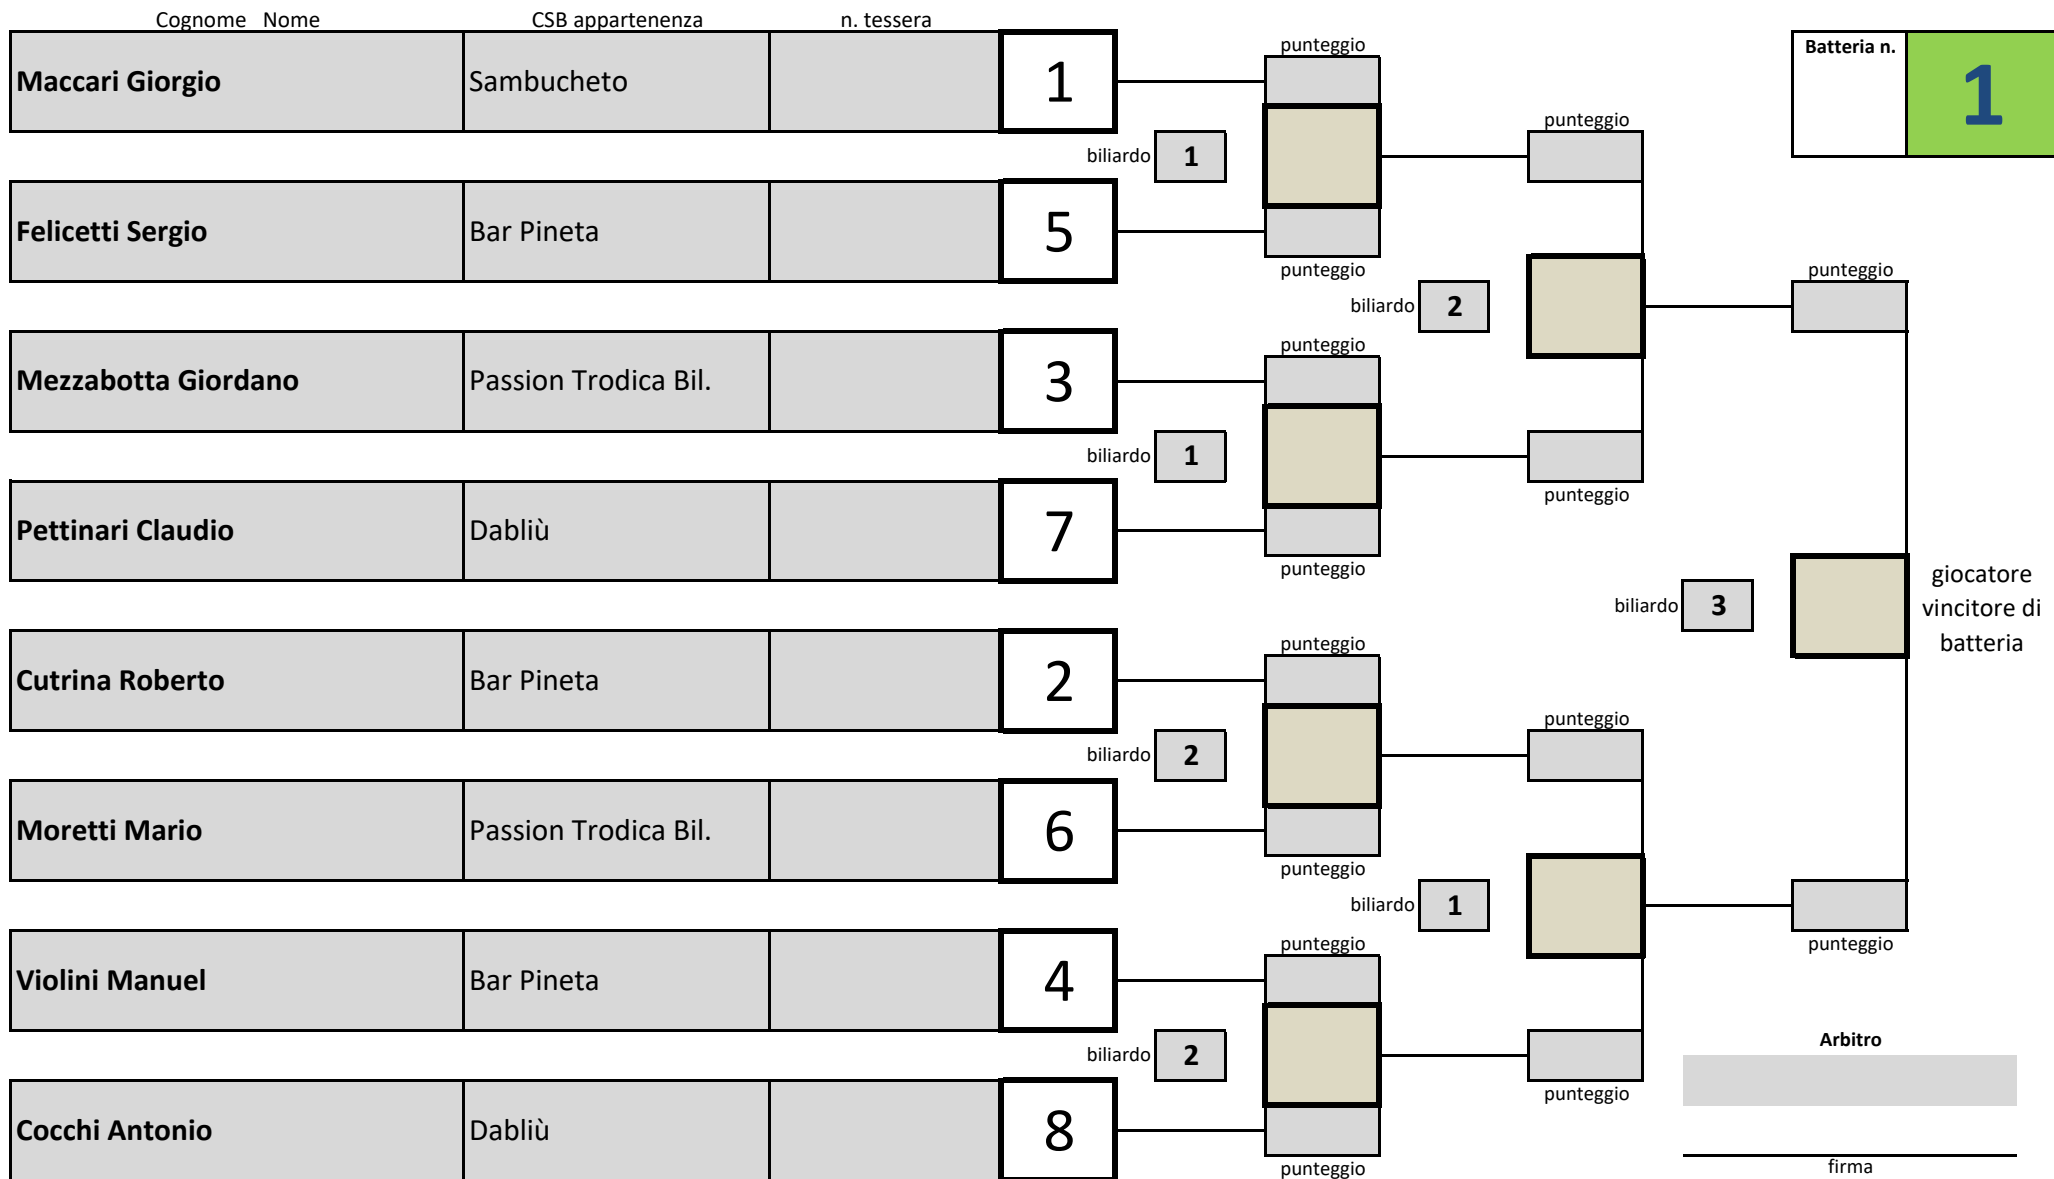 Cognome   Nome CSB appartenenza n. tessera
punteggio
Batteria n. 1
Maccari Giorgio Sambucheto 1
punteggio
biliardo 1
Felicetti Sergio Bar Pineta 5
punteggio punteggio
biliardo 2
punteggio
Mezzabotta Giordano Passion Trodica Bil. 3
biliardo 1
punteggio
Pettinari Claudio Dabliù 7
punteggio
giocatore
biliardo 3 vincitore di
batteria
punteggio
Cutrina Roberto Bar Pineta 2
punteggio
biliardo 2
Moretti Mario Passion Trodica Bil. 6
punteggio
biliardo 1
punteggio punteggio
Violini Manuel Bar Pineta 4
Arbitro
biliardo 2
punteggio
Cocchi Antonio Dabliù 8
punteggio firma